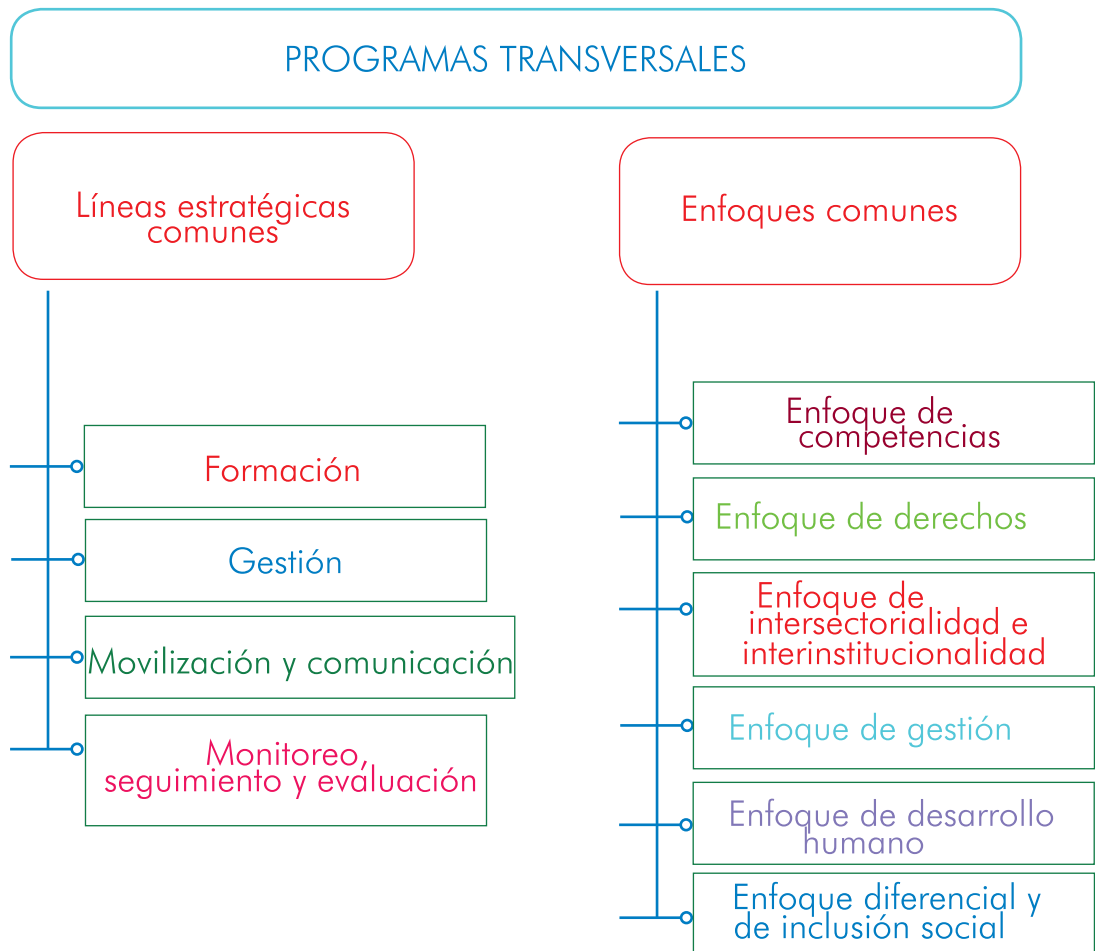 PROGRAMAS TRANSVERSALES
Líneas estratégicas
comunes
Formación
Gestión
Movilización y comunicación
Monitoreo,
seguimiento y evaluación
Enfoques comunes
Enfoque de
competencias
Enfoque de derechos
Enfoque de
intersectorialidad e
interinstitucionalidad
Enfoque de gestión
Enfoque de desarrollo
humano
Enfoque diferencial y
de inclusión social